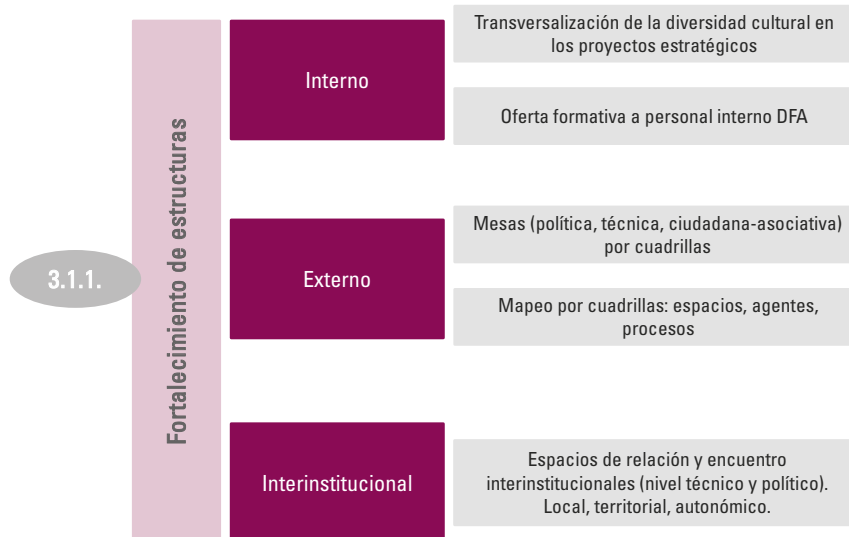 3.1.1.
Fortalecimiento de estructuras
Interno
Transversalización de la diversidad cultural en
los proyectos estratégicos
Oferta formativa a personal interno DFA
Externo
Mesas (política, técnica, ciudadana-asociativa)
por cuadrillas
Mapeo por cuadrillas: espacios, agentes,
procesos
Interinstitucional
Espacios de relación y encuentro
interinstitucionales (nivel técnico y político).
Local, territorial, autonómico.